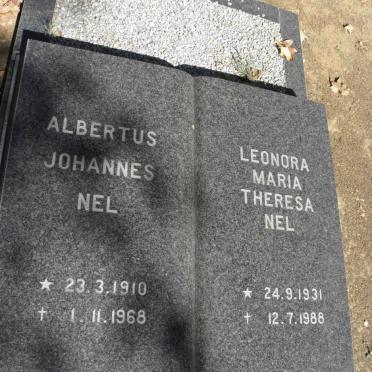 ALBERTUS
JOHANNES
NEL
★ 23.3.1910
† 1.11.1968
LEONORA
MARIA
THERESA
NEL
★ 24.9.1931
† 12.7.1988